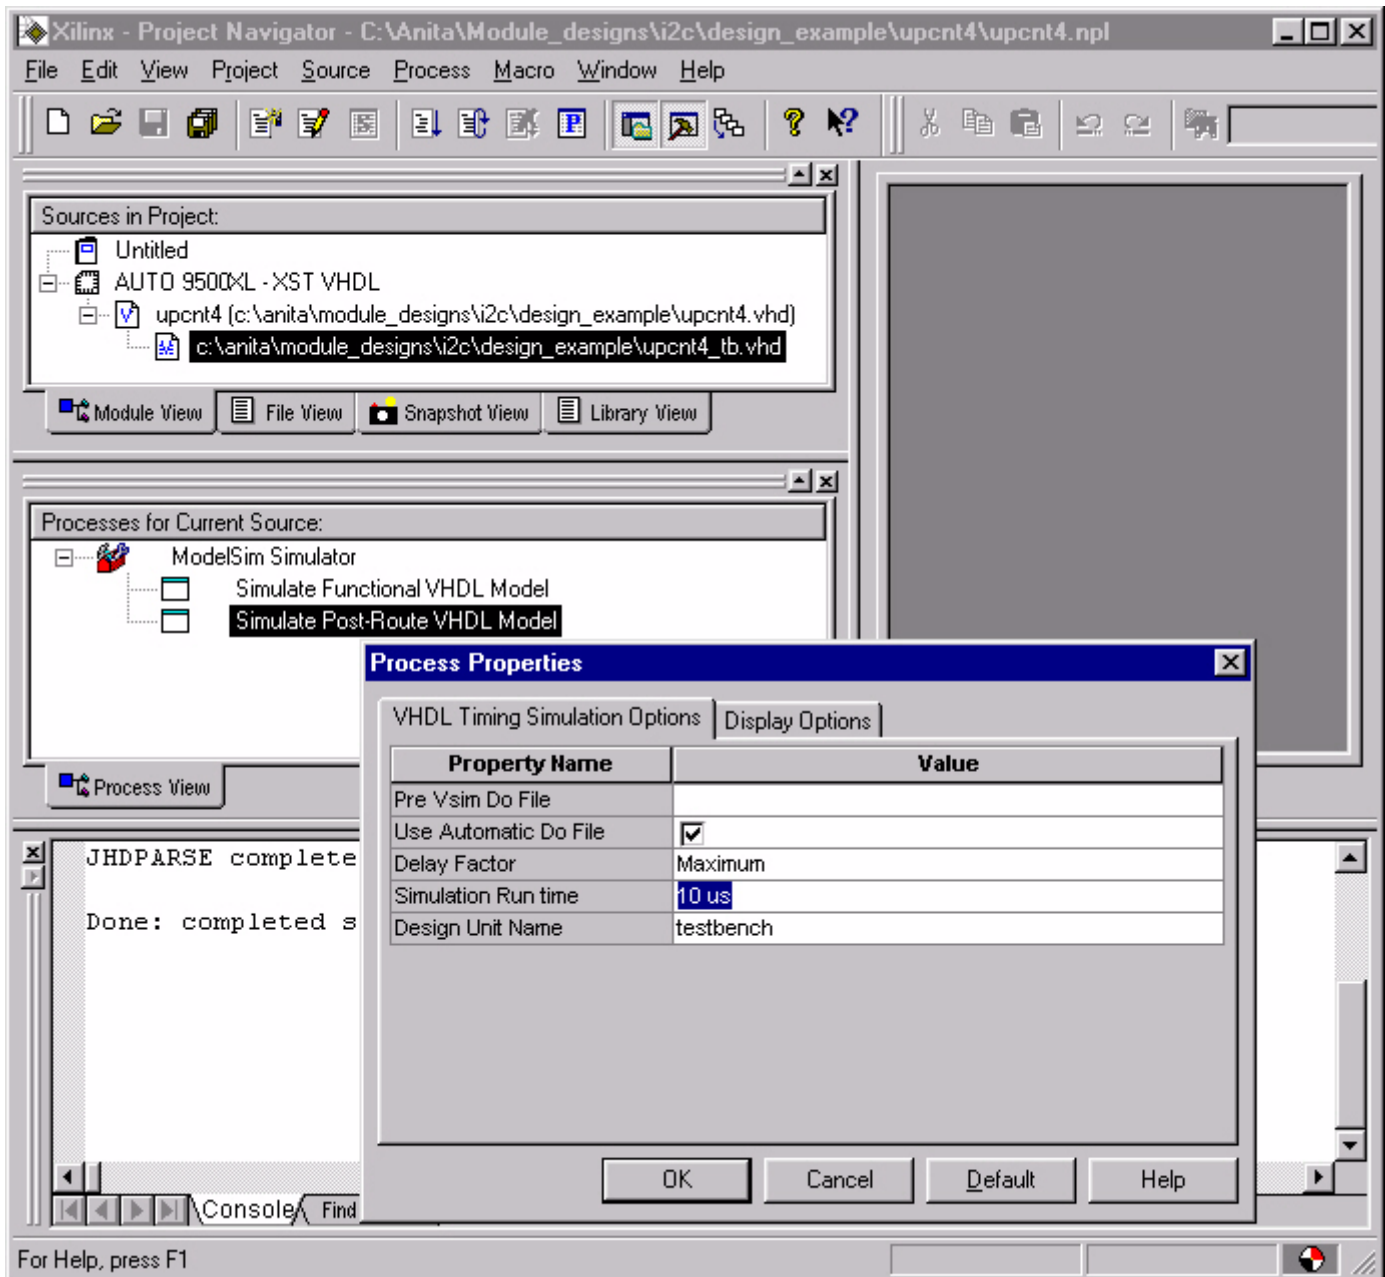 Xilinx - Project Navigator - C:\Anita\Module_designs\i2c\design_example\upcnt4\upcnt4.npl
File Edit View Project Source Process Macro Window Help
Sources in Project:
Untitled
AUTO 9500XL - XST VHDL
upcnt4 (c:\anita\module_designs\i2c\design_example\upcnt4.vhd)
c:\anita\module_designs\i2c\design_example\upcnt4_tb.vhd
Module View File View Snapshot View Library View
Processes for Current Source:
ModelSim Simulator
Simulate Functional VHDL Model
Simulate Post-Route VHDL Model
Process View
Process Properties
VHDL Timing Simulation Options Display Options
Property Name Value
Pre Vsim Do File
Use Automatic Do File
Delay Factor Maximum
Simulation Run time 10 us
Design Unit Name testbench
OK Cancel Default Help
JHDPARSE complete
Done: completed s
Console Find
For Help, press F1